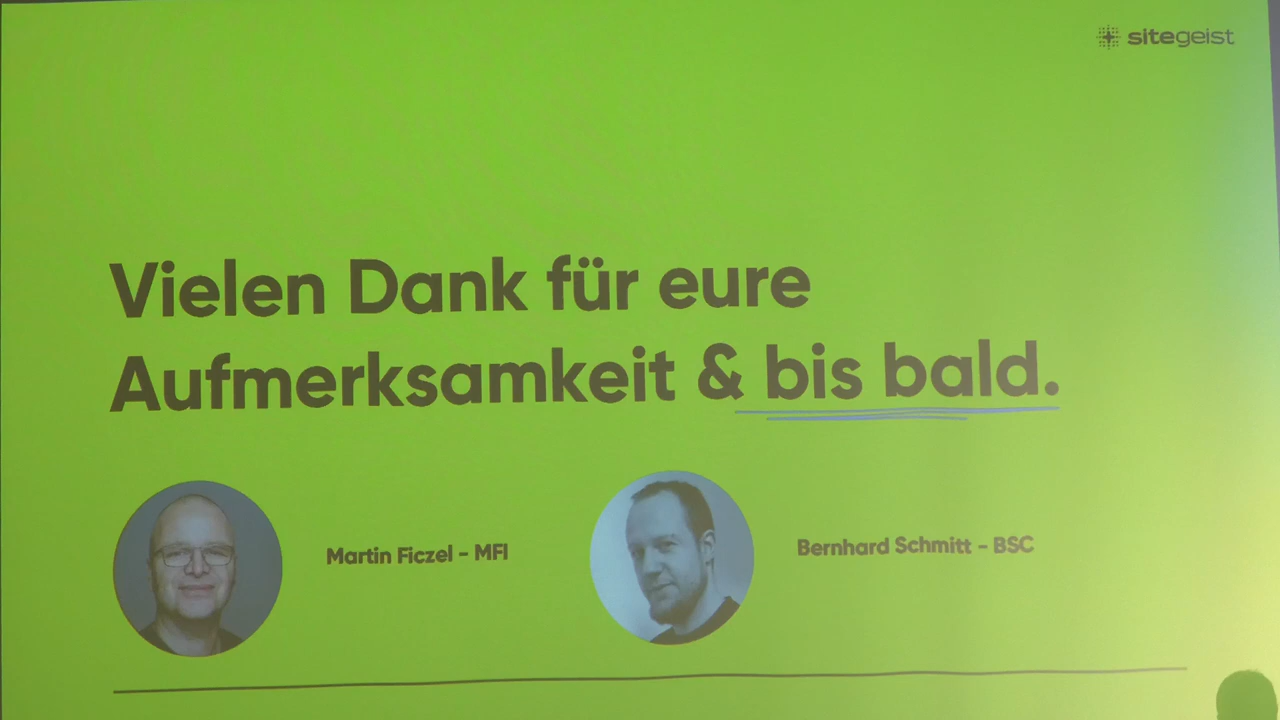 sitegeist
Vielen Dank für eure
Aufmerksamkeit & bis bald.
Martin Ficzel - MFI
Bernhard Schmitt - BSC